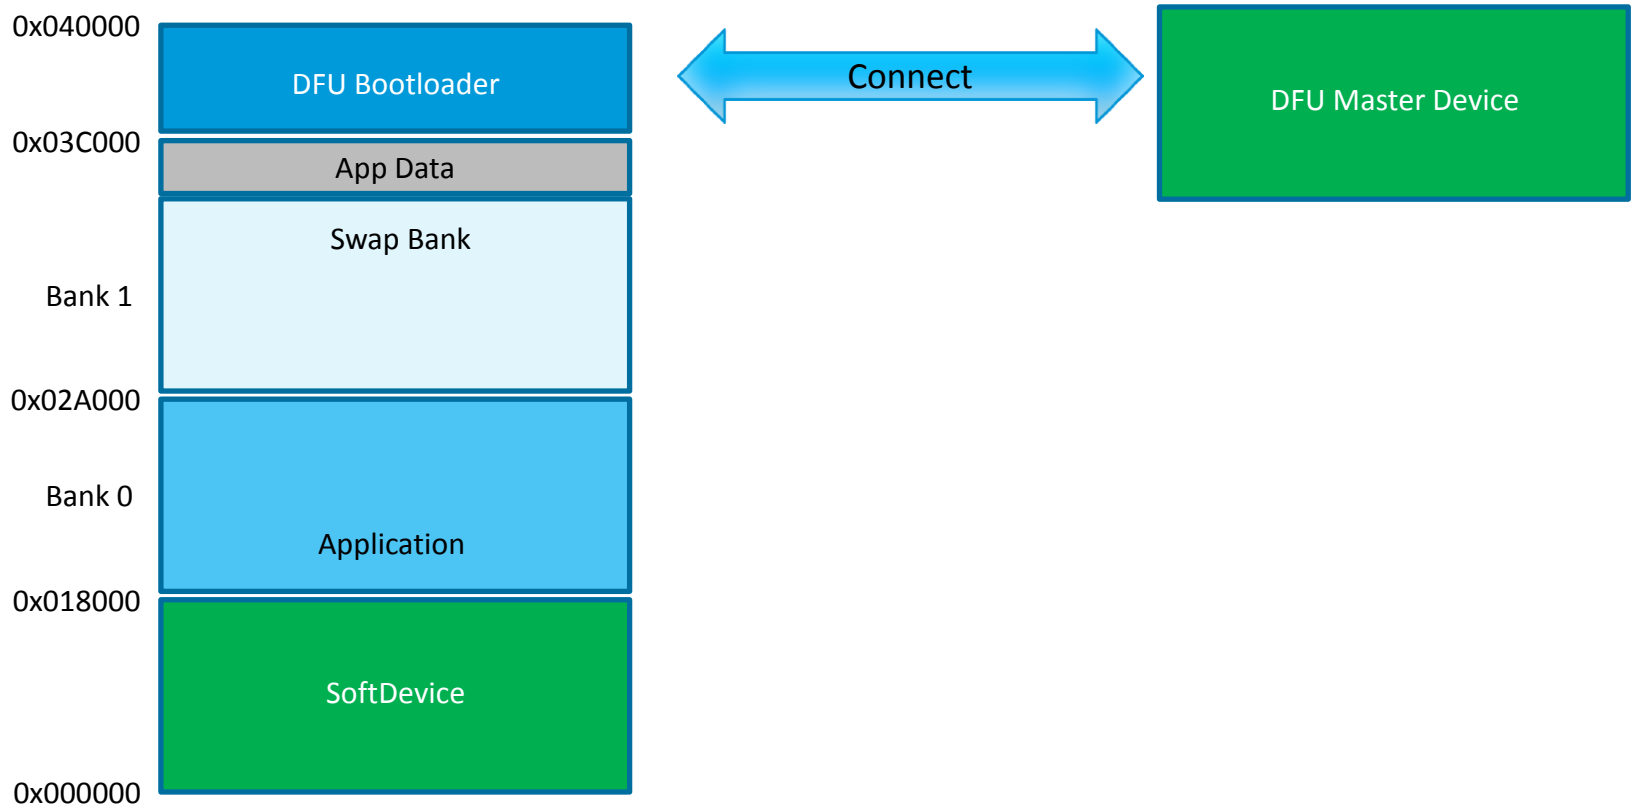 0x040000
DFU Bootloader
Connect
DFU Master Device
0x03C000
App Data
Swap Bank
Bank 1
0x02A000
Bank 0
Application
0x018000
SoftDevice
0x000000